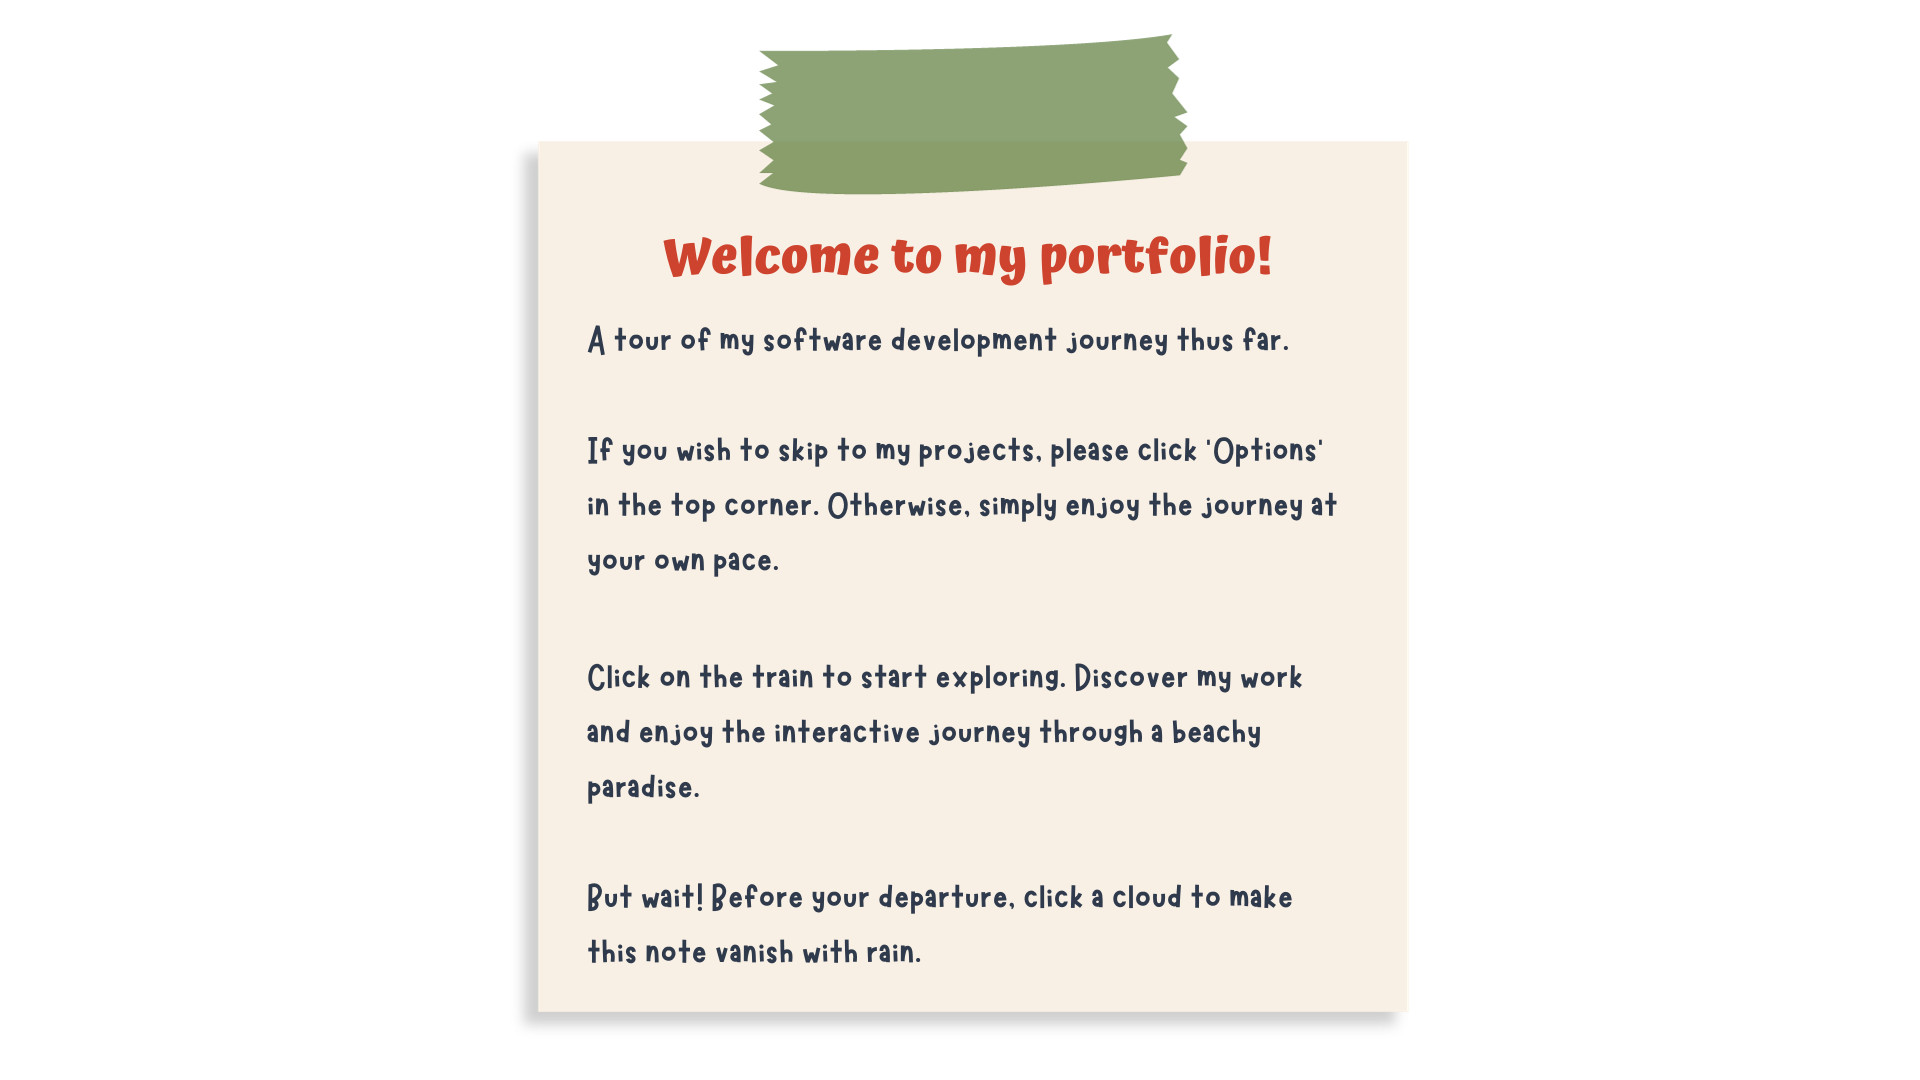 Welcome to my portfolio!
A tour of my software development journey thus far.
If you wish to skip to my projects, please click 'Options'
in the top corner. Otherwise, simply enjoy the journey at
your own pace.
Click on the train to start exploring. Discover my work
and enjoy the interactive journey through a beachy
paradise.
But wait! Before your departure, click a cloud to make
this note vanish with rain.